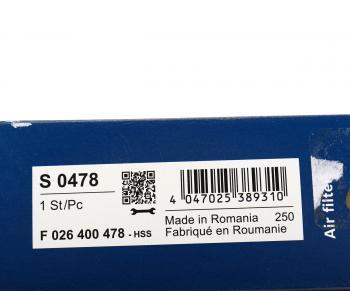 S 0478
1 St/Pc
F 026 400 478 - HSS
4 047025 389310
Made in Romania 250
Fabriqué en Roumanie
Air filte